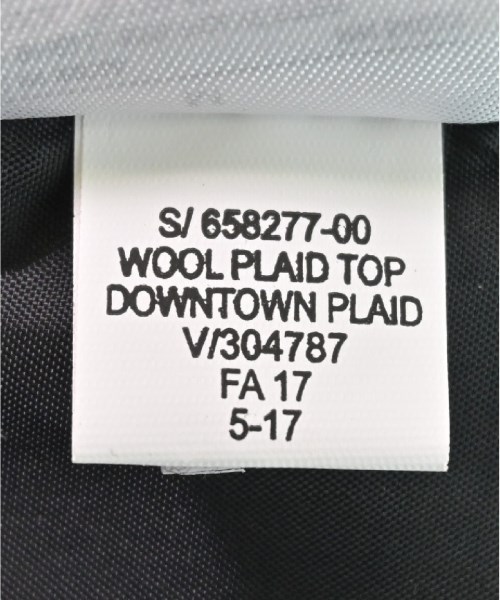 S/ 658277-00
WOOL PLAID TOP
DOWNTOWN PLAID
V/304787
FA 17
5-17